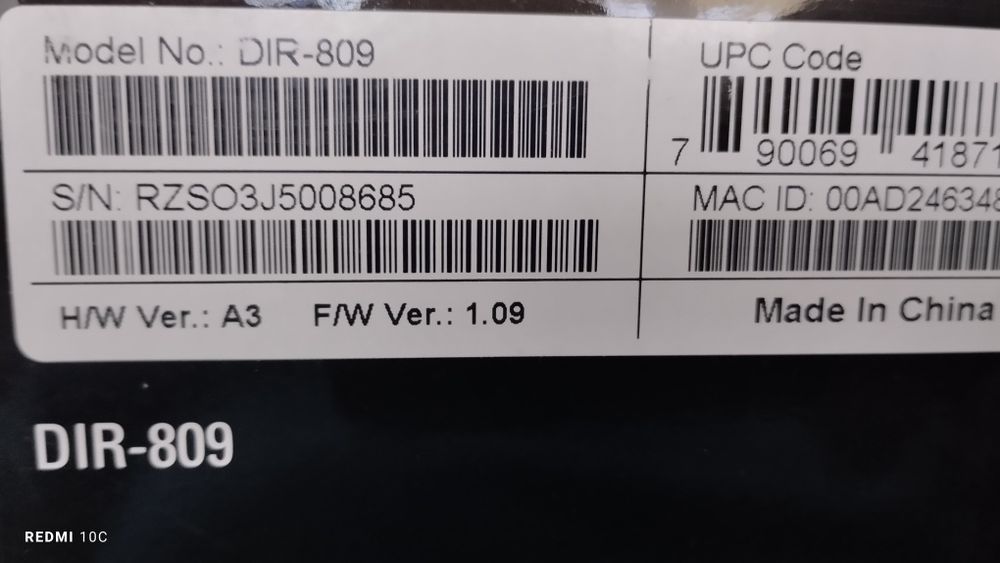 Model No.: DIR-809
UPC Code
7 90069 41871
S/N: RZSO3J5008685
MAC ID: 00AD246348
H/W Ver.: A3 F/W Ver.: 1.09
Made In China
DIR-809
REDMI 10C